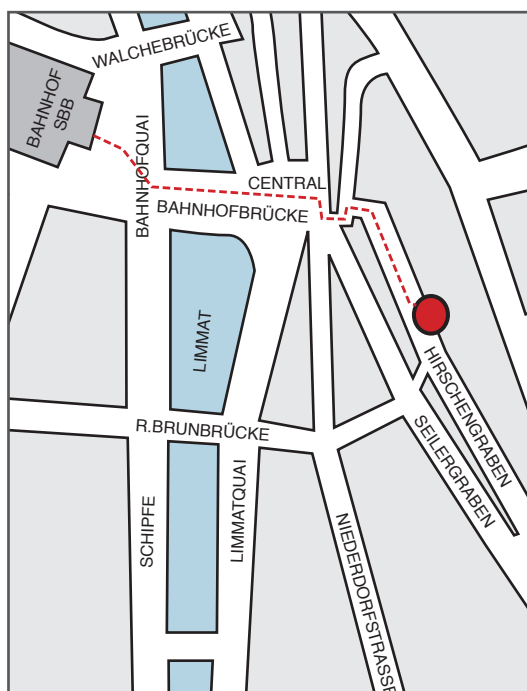 WALCHEBRÜCKE
BAHNHOF
SBB
BAHNHOFQUAI
CENTRAL
BAHNHOFBRÜCKE
LIMMAT
HIRSCHENGRABEN
R.BRUNBRÜCKE
SEILERGRABEN
SCHIPFE
LIMMATQUAI
NIEDERDORFSTRASSE